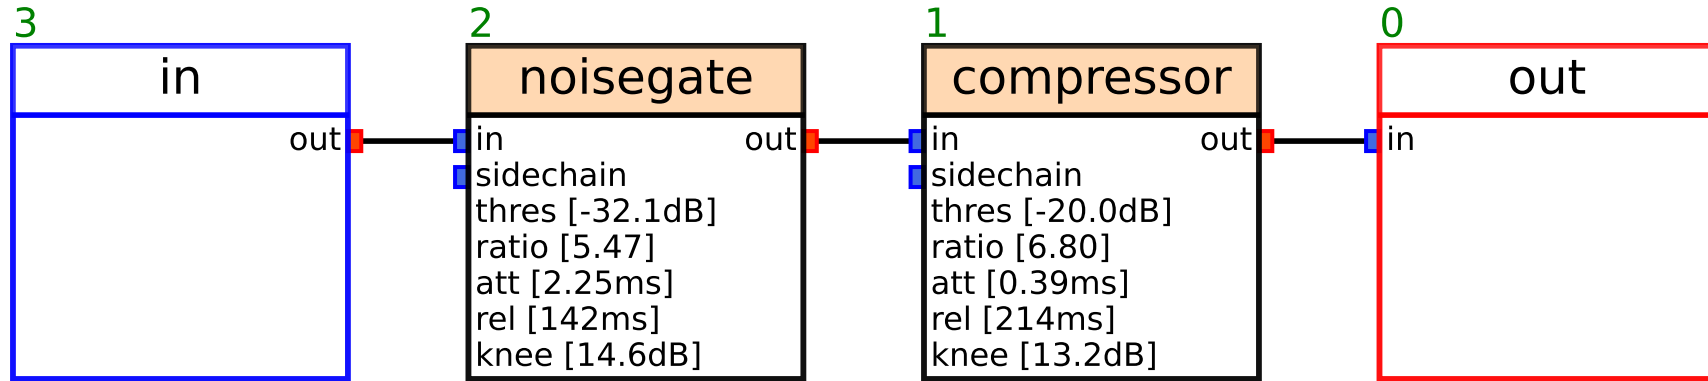 3
in
out
2
noisegate
in
out
sidechain
thres [-32.1dB]
ratio [5.47]
att [2.25ms]
rel [142ms]
knee [14.6dB]
1
compressor
in
out
sidechain
thres [-20.0dB]
ratio [6.80]
att [0.39ms]
rel [214ms]
knee [13.2dB]
0
out
in